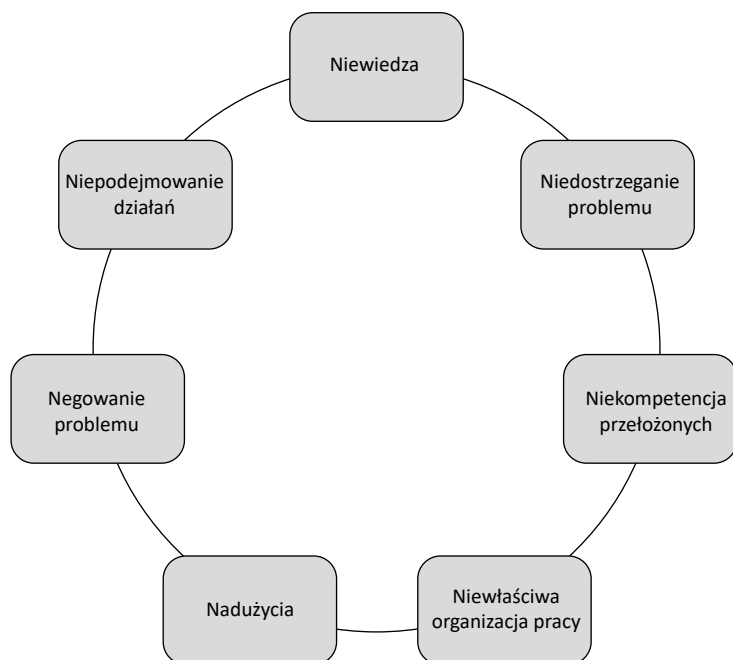 Niewiedza
Niedostrzeganie
problemu
Niekompetencja
przełożonych
Niewłaściwa
organizacja pracy
Nadużycia
Negowanie
problemu
Niepodejmowanie
działań